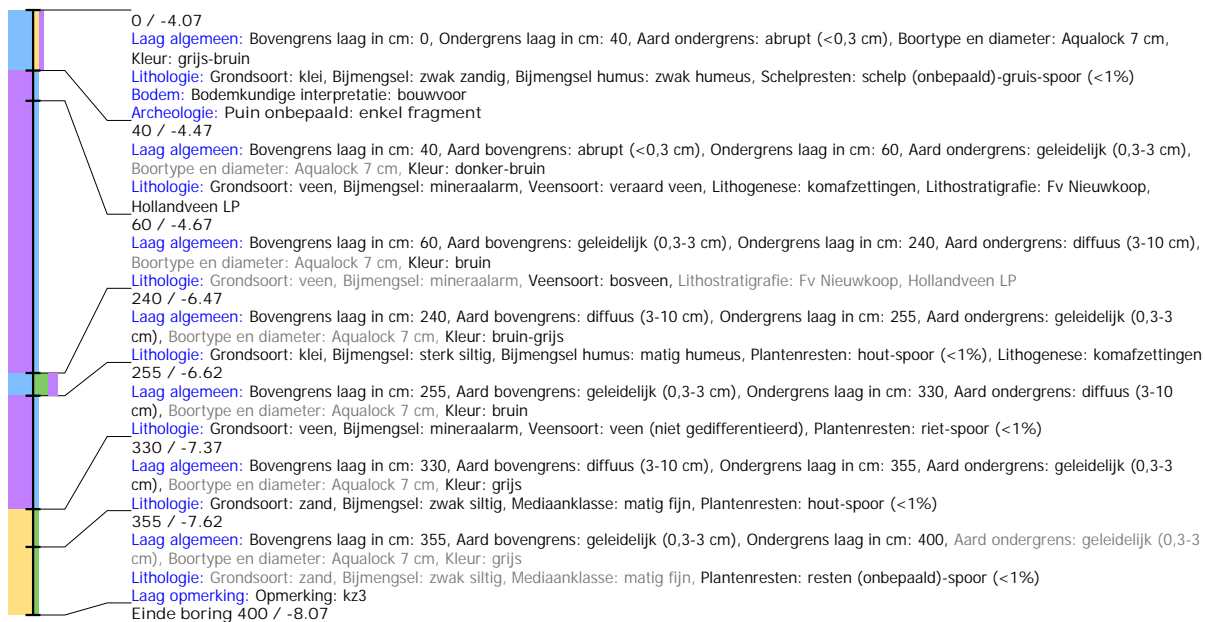 0 / -4.07
Laag algemeen: Bovengrens laag in cm: 0, Ondergrens laag in cm: 40, Aard ondergrens: abrupt (<0,3 cm), Boortype en diameter: Aqualock 7 cm,
Kleur: grijs-bruin
Lithologie: Grondsoort: klei, Bijmengsel: zwak zandig, Bijmengsel humus: zwak humeus, Schelpresten: schelp (onbepaald)-gruis-spoor (<1%)
Bodem: Bodemkundige interpretatie: bouwvoor
Archeologie: Puin onbepaald: enkel fragment
40 / -4.47
Laag algemeen: Bovengrens laag in cm: 40, Aard bovengrens: abrupt (<0,3 cm), Ondergrens laag in cm: 60, Aard ondergrens: geleidelijk (0,3-3 cm),
Boortype en diameter: Aqualock 7 cm, Kleur: donker-bruin
Lithologie: Grondsoort: veen, Bijmengsel: mineraalarm, Veensoort: veraard veen, Lithogenese: komafzettingen, Lithostratigrafie: Fv Nieuwkoop,
Hollandveen LP
60 / -4.67
Laag algemeen: Bovengrens laag in cm: 60, Aard bovengrens: geleidelijk (0,3-3 cm), Ondergrens laag in cm: 240, Aard ondergrens: diffuus (3-10 cm),
Boortype en diameter: Aqualock 7 cm, Kleur: bruin
Lithologie: Grondsoort: veen, Bijmengsel: mineraalarm, Veensoort: bosveen, Lithostratigrafie: Fv Nieuwkoop, Hollandveen LP
240 / -6.47
Laag algemeen: Bovengrens laag in cm: 240, Aard bovengrens: diffuus (3-10 cm), Ondergrens laag in cm: 255, Aard ondergrens: geleidelijk (0,3-3
cm), Boortype en diameter: Aqualock 7 cm, Kleur: bruin-grijs
Lithologie: Grondsoort: klei, Bijmengsel: sterk siltig, Bijmengsel humus: matig humeus, Plantenresten: hout-spoor (<1%), Lithogenese: komafzettingen
255 / -6.62
Laag algemeen: Bovengrens laag in cm: 255, Aard bovengrens: geleidelijk (0,3-3 cm), Ondergrens laag in cm: 330, Aard ondergrens: diffuus (3-10
cm), Boortype en diameter: Aqualock 7 cm, Kleur: bruin
Lithologie: Grondsoort: veen, Bijmengsel: mineraalarm, Veensoort: veen (niet gedifferentieerd), Plantenresten: riet-spoor (<1%)
330 / -7.37
Laag algemeen: Bovengrens laag in cm: 330, Aard bovengrens: diffuus (3-10 cm), Ondergrens laag in cm: 355, Aard ondergrens: geleidelijk (0,3-3
cm), Boortype en diameter: Aqualock 7 cm, Kleur: grijs
Lithologie: Grondsoort: zand, Bijmengsel: zwak siltig, Mediaanklasse: matig fijn, Plantenresten: hout-spoor (<1%)
355 / -7.62
Laag algemeen: Bovengrens laag in cm: 355, Aard bovengrens: geleidelijk (0,3-3 cm), Ondergrens laag in cm: 400, Aard ondergrens: geleidelijk (0,3-3
cm), Boortype en diameter: Aqualock 7 cm, Kleur: grijs
Lithologie: Grondsoort: zand, Bijmengsel: zwak siltig, Mediaanklasse: matig fijn, Plantenresten: resten (onbepaald)-spoor (<1%)
Laag opmerking: Opmerking: kz3
Einde boring 400 / -8.07